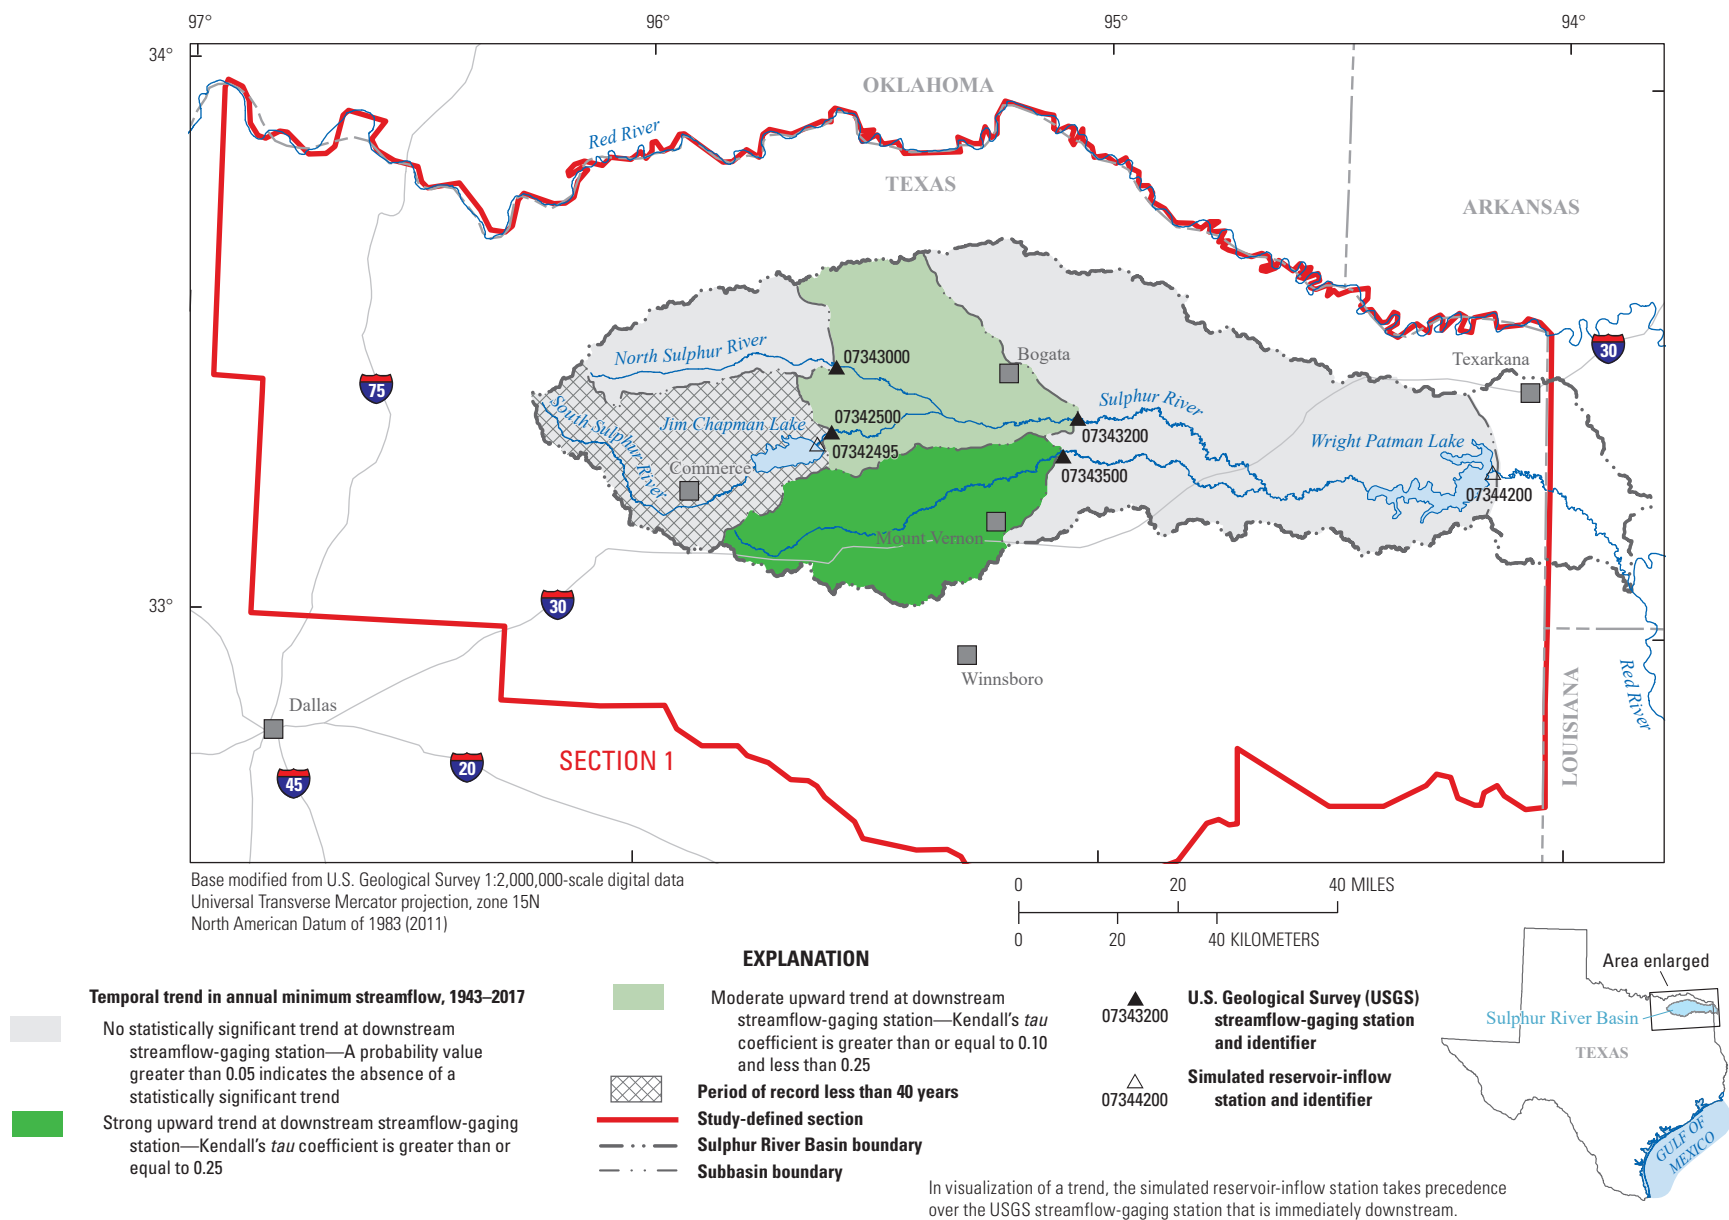 97°
96°
95°
94°
34°
33°
OKLAHOMA
Red River
TEXAS
ARKANSAS
30
Texarkana
75
North Sulphur River
07343000
Bogata
South Sulphur River
Jim Chapman Lake
07342500
07342495
Sulphur River
07343200
Commerce
07343500
Wright Patman Lake
07344200
Mount Vernon
30
Winnsboro
Dallas
SECTION 1
20
45
LOUISIANA
Red River
Base modified from U.S. Geological Survey 1:2,000,000-scale digital data
Universal Transverse Mercator projection, zone 15N
North American Datum of 1983 (2011)
0 20 40 MILES
0 20 40 KILOMETERS
EXPLANATION
Temporal trend in annual minimum streamflow, 1943–2017
No statistically significant trend at downstream
streamflow-gaging station—A probability value
greater than 0.05 indicates the absence of a
statistically significant trend
Strong upward trend at downstream streamflow-gaging
station—Kendall's tau coefficient is greater than or
equal to 0.25
Moderate upward trend at downstream
streamflow-gaging station—Kendall's tau
coefficient is greater than or equal to 0.10
and less than 0.25
Period of record less than 40 years
Study-defined section
Sulphur River Basin boundary
Subbasin boundary
07343200
U.S. Geological Survey (USGS)
streamflow-gaging station
and identifier
07344200
Simulated reservoir-inflow
station and identifier
In visualization of a trend, the simulated reservoir-inflow station takes precedence
over the USGS streamflow-gaging station that is immediately downstream.
Area enlarged
Sulphur River Basin
TEXAS
GULF OF
MEXICO